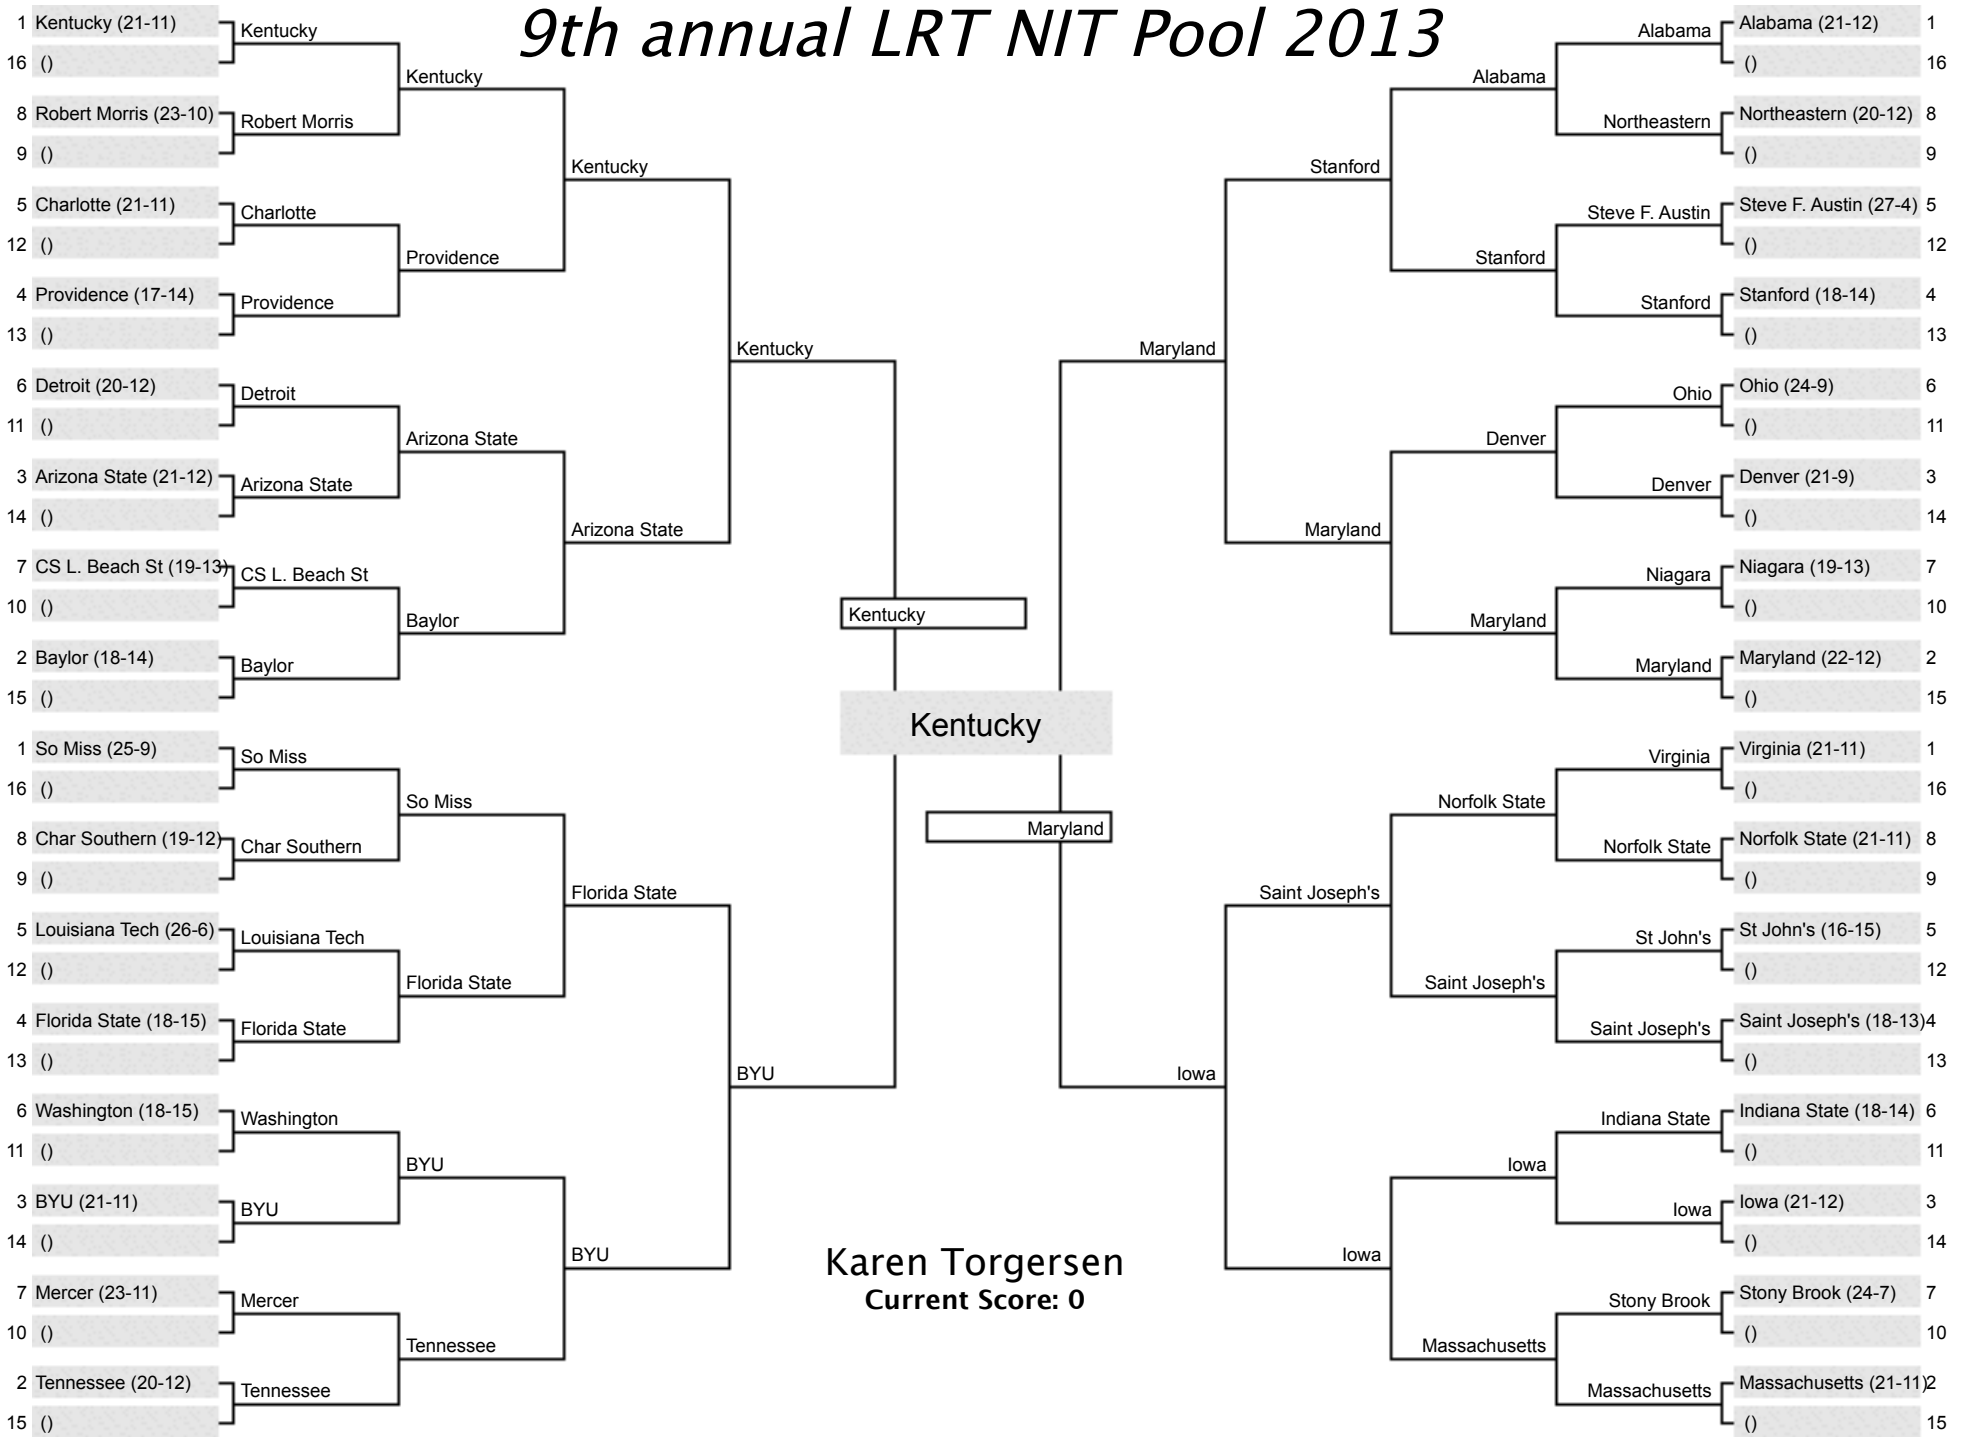 9th annual LRT NIT Pool 2013
1 Kentucky (21-11)
16 ()
8 Robert Morris (23-10)
9 ()
5 Charlotte (21-11)
12 ()
4 Providence (17-14)
13 ()
6 Detroit (20-12)
11 ()
3 Arizona State (21-12)
14 ()
7 CS L. Beach St (19-13)
10 ()
2 Baylor (18-14)
15 ()
1 So Miss (25-9)
16 ()
8 Char Southern (19-12)
9 ()
5 Louisiana Tech (26-6)
12 ()
4 Florida State (18-15)
13 ()
6 Washington (18-15)
11 ()
3 BYU (21-11)
14 ()
7 Mercer (23-11)
10 ()
2 Tennessee (20-12)
15 ()
Kentucky
Robert Morris
Charlotte
Providence
Detroit
Arizona State
CS L. Beach St
Baylor
So Miss
Char Southern
Louisiana Tech
Florida State
Washington
BYU
Mercer
Tennessee
Kentucky
Providence
Arizona State
Baylor
So Miss
Florida State
BYU
Tennessee
Kentucky
Arizona State
Florida State
BYU
Kentucky
BYU
Kentucky
Kentucky
Maryland
Karen Torgersen
Current Score: 0
Maryland
Iowa
Stanford
Maryland
Saint Joseph's
Iowa
Alabama
Stanford
Denver
Maryland
Norfolk State
Saint Joseph's
Iowa
Massachusetts
Alabama
Northeastern
Steve F. Austin
Stanford
Ohio
Denver
Niagara
Maryland
Virginia
Norfolk State
St John's
Saint Joseph's
Indiana State
Iowa
Stony Brook
Massachusetts
Alabama (21-12) 1
() 16
Northeastern (20-12) 8
() 9
Steve F. Austin (27-4) 5
() 12
Stanford (18-14) 4
() 13
Ohio (24-9) 6
() 11
Denver (21-9) 3
() 14
Niagara (19-13) 7
() 10
Maryland (22-12) 2
() 15
Virginia (21-11) 1
() 16
Norfolk State (21-11) 8
() 9
St John's (16-15) 5
() 12
Saint Joseph's (18-13) 4
() 13
Indiana State (18-14) 6
() 11
Iowa (21-12) 3
() 14
Stony Brook (24-7) 7
() 10
Massachusetts (21-11) 2
() 15